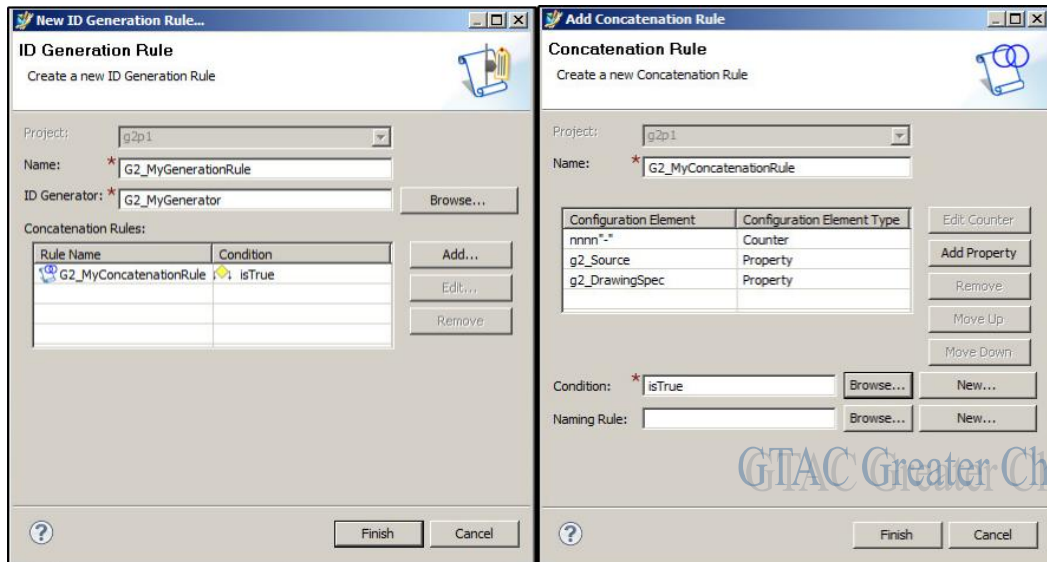 New ID Generation Rule...
ID Generation Rule
Create a new ID Generation Rule
Project: g2p1
Name: * G2_MyGenerationRule
ID Generator: * G2_MyGenerator Browse...
Concatenation Rules:
Rule Name Condition
G2_MyConcatenationRule isTrue
Add...
Edit...
Remove
? Finish Cancel
Add Concatenation Rule
Concatenation Rule
Create a new Concatenation Rule
Project: g2p1
Name: * G2_MyConcatenationRule
Configuration Element Configuration Element Type
nnnn"-" Counter
g2_Source Property
g2_DrawingSpec Property
Edit Counter
Add Property
Remove
Move Up
Move Down
Condition: * isTrue Browse... New...
Naming Rule: Browse... New...
GTAC Greater Ch
? Finish Cancel